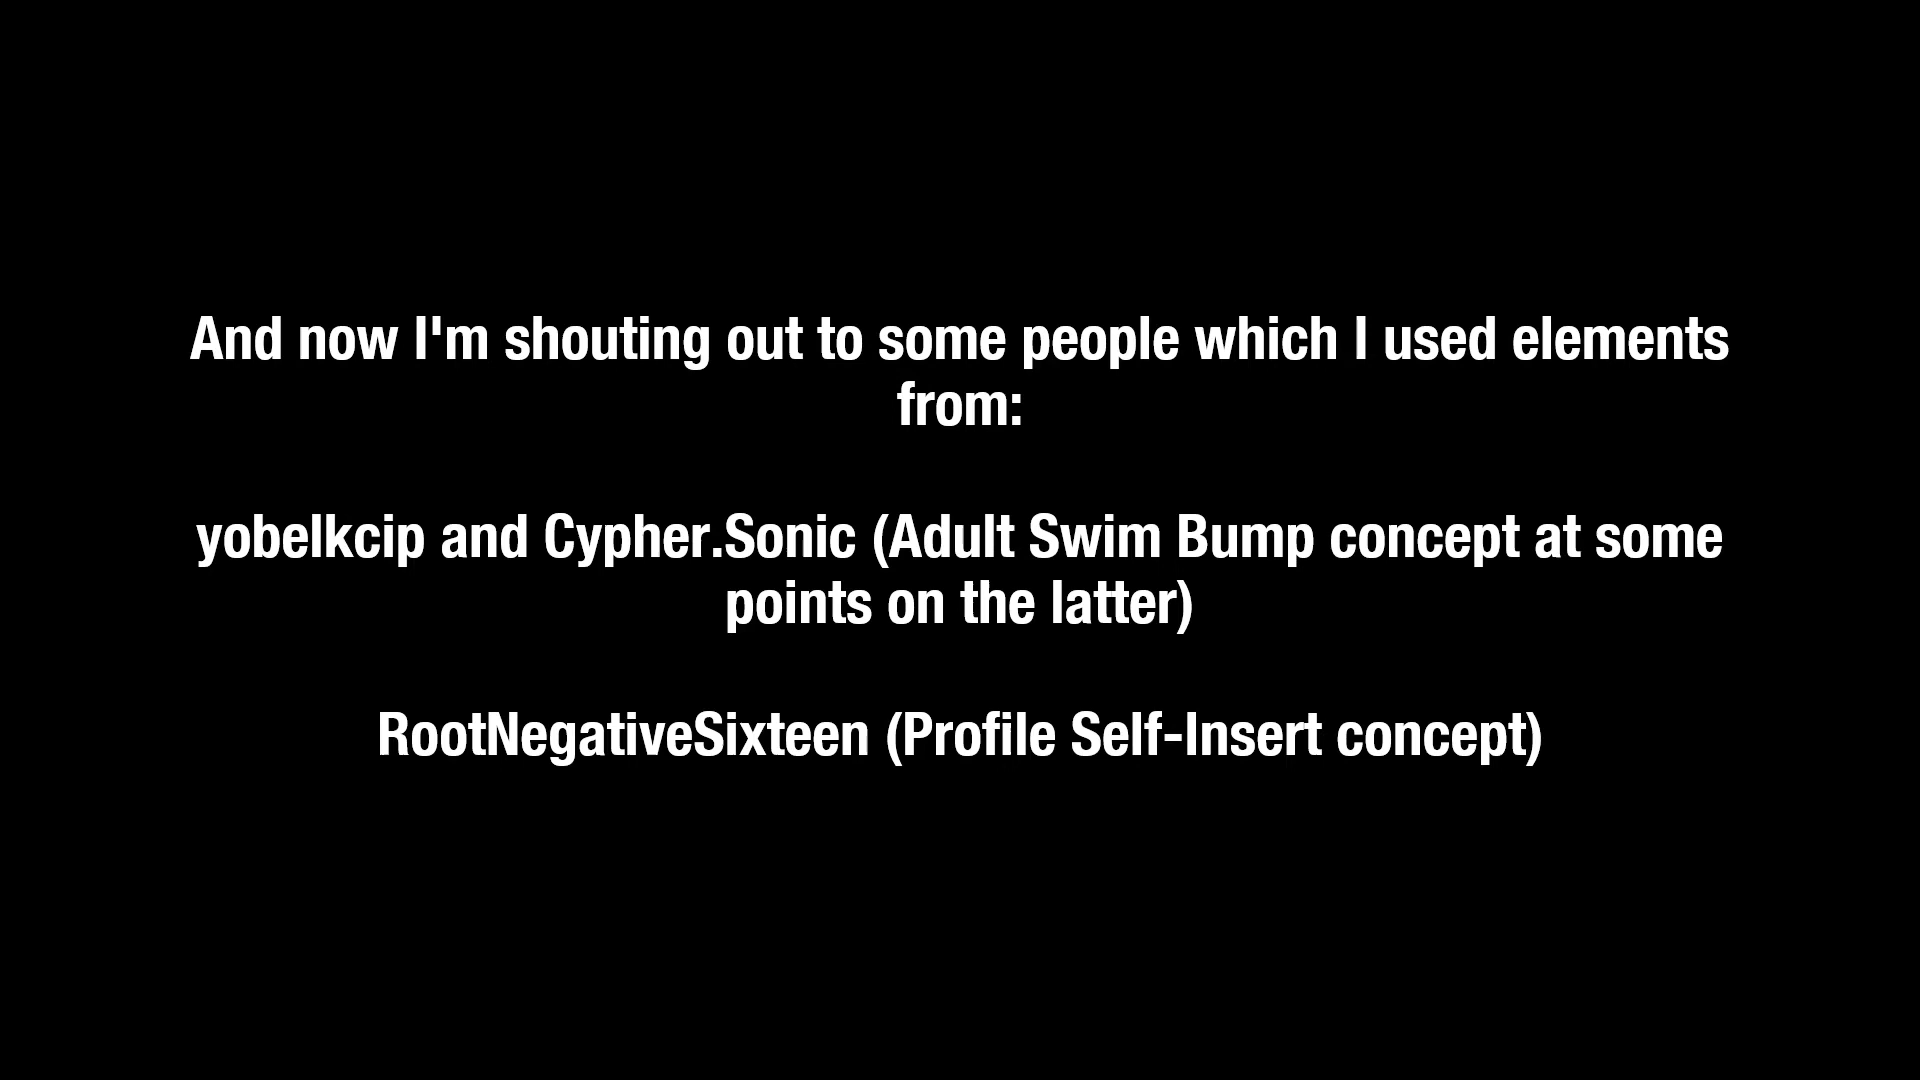 And now I'm shouting out to some people which I used elements
from:
yobelkcip and Cypher.Sonic (Adult Swim Bump concept at some
points on the latter)
RootNegativeSixteen (Profile Self-Insert concept)